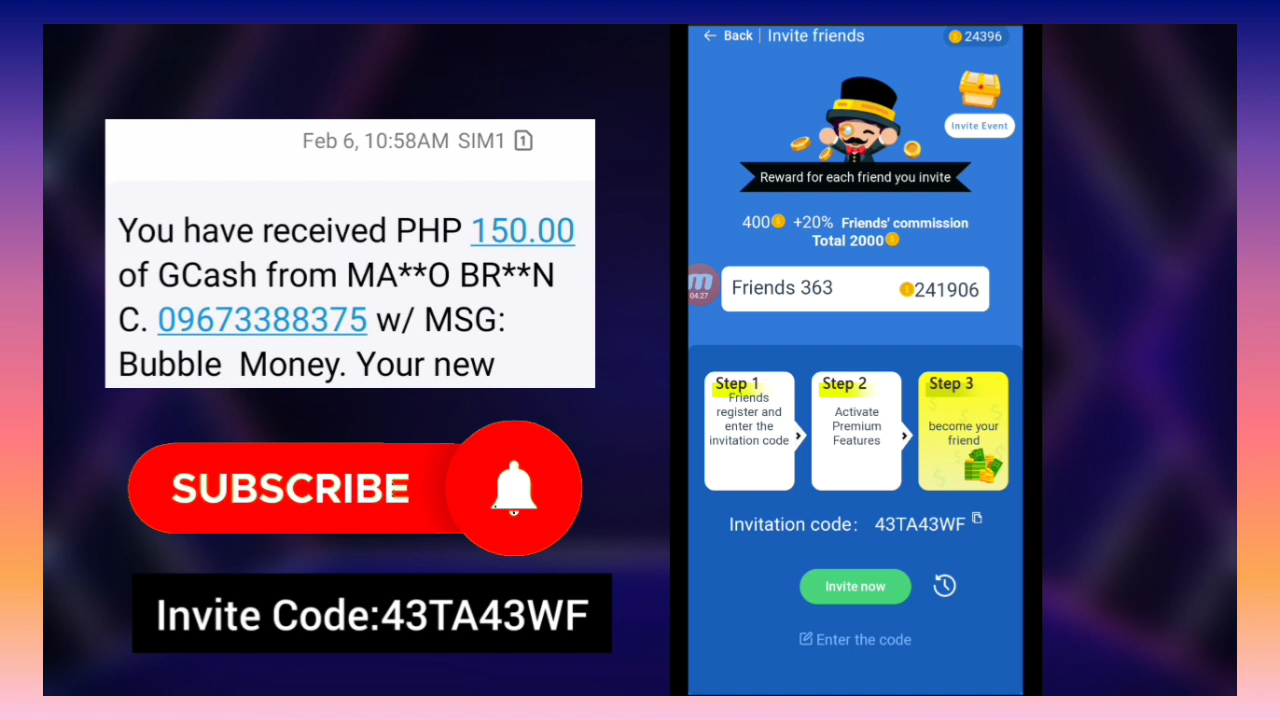 Feb 6, 10:58AM SIM1 1
You have received PHP 150.00
of GCash from MA**O BR**N
C. 09673388375 w/ MSG:
Bubble Money. Your new
SUBSCRIBE
Invite Code:43TA43WF
Back | Invite friends
24396
Invite Event
Reward for each friend you invite
400 +20% Friends' commission
Total 2000
04:27
Friends 363
241906
Step 1
Friends
register and
enter the
invitation code
Step 2
Activate
Premium
Features
Step 3
become your
friend
Invitation code: 43TA43WF
Invite now
Enter the code